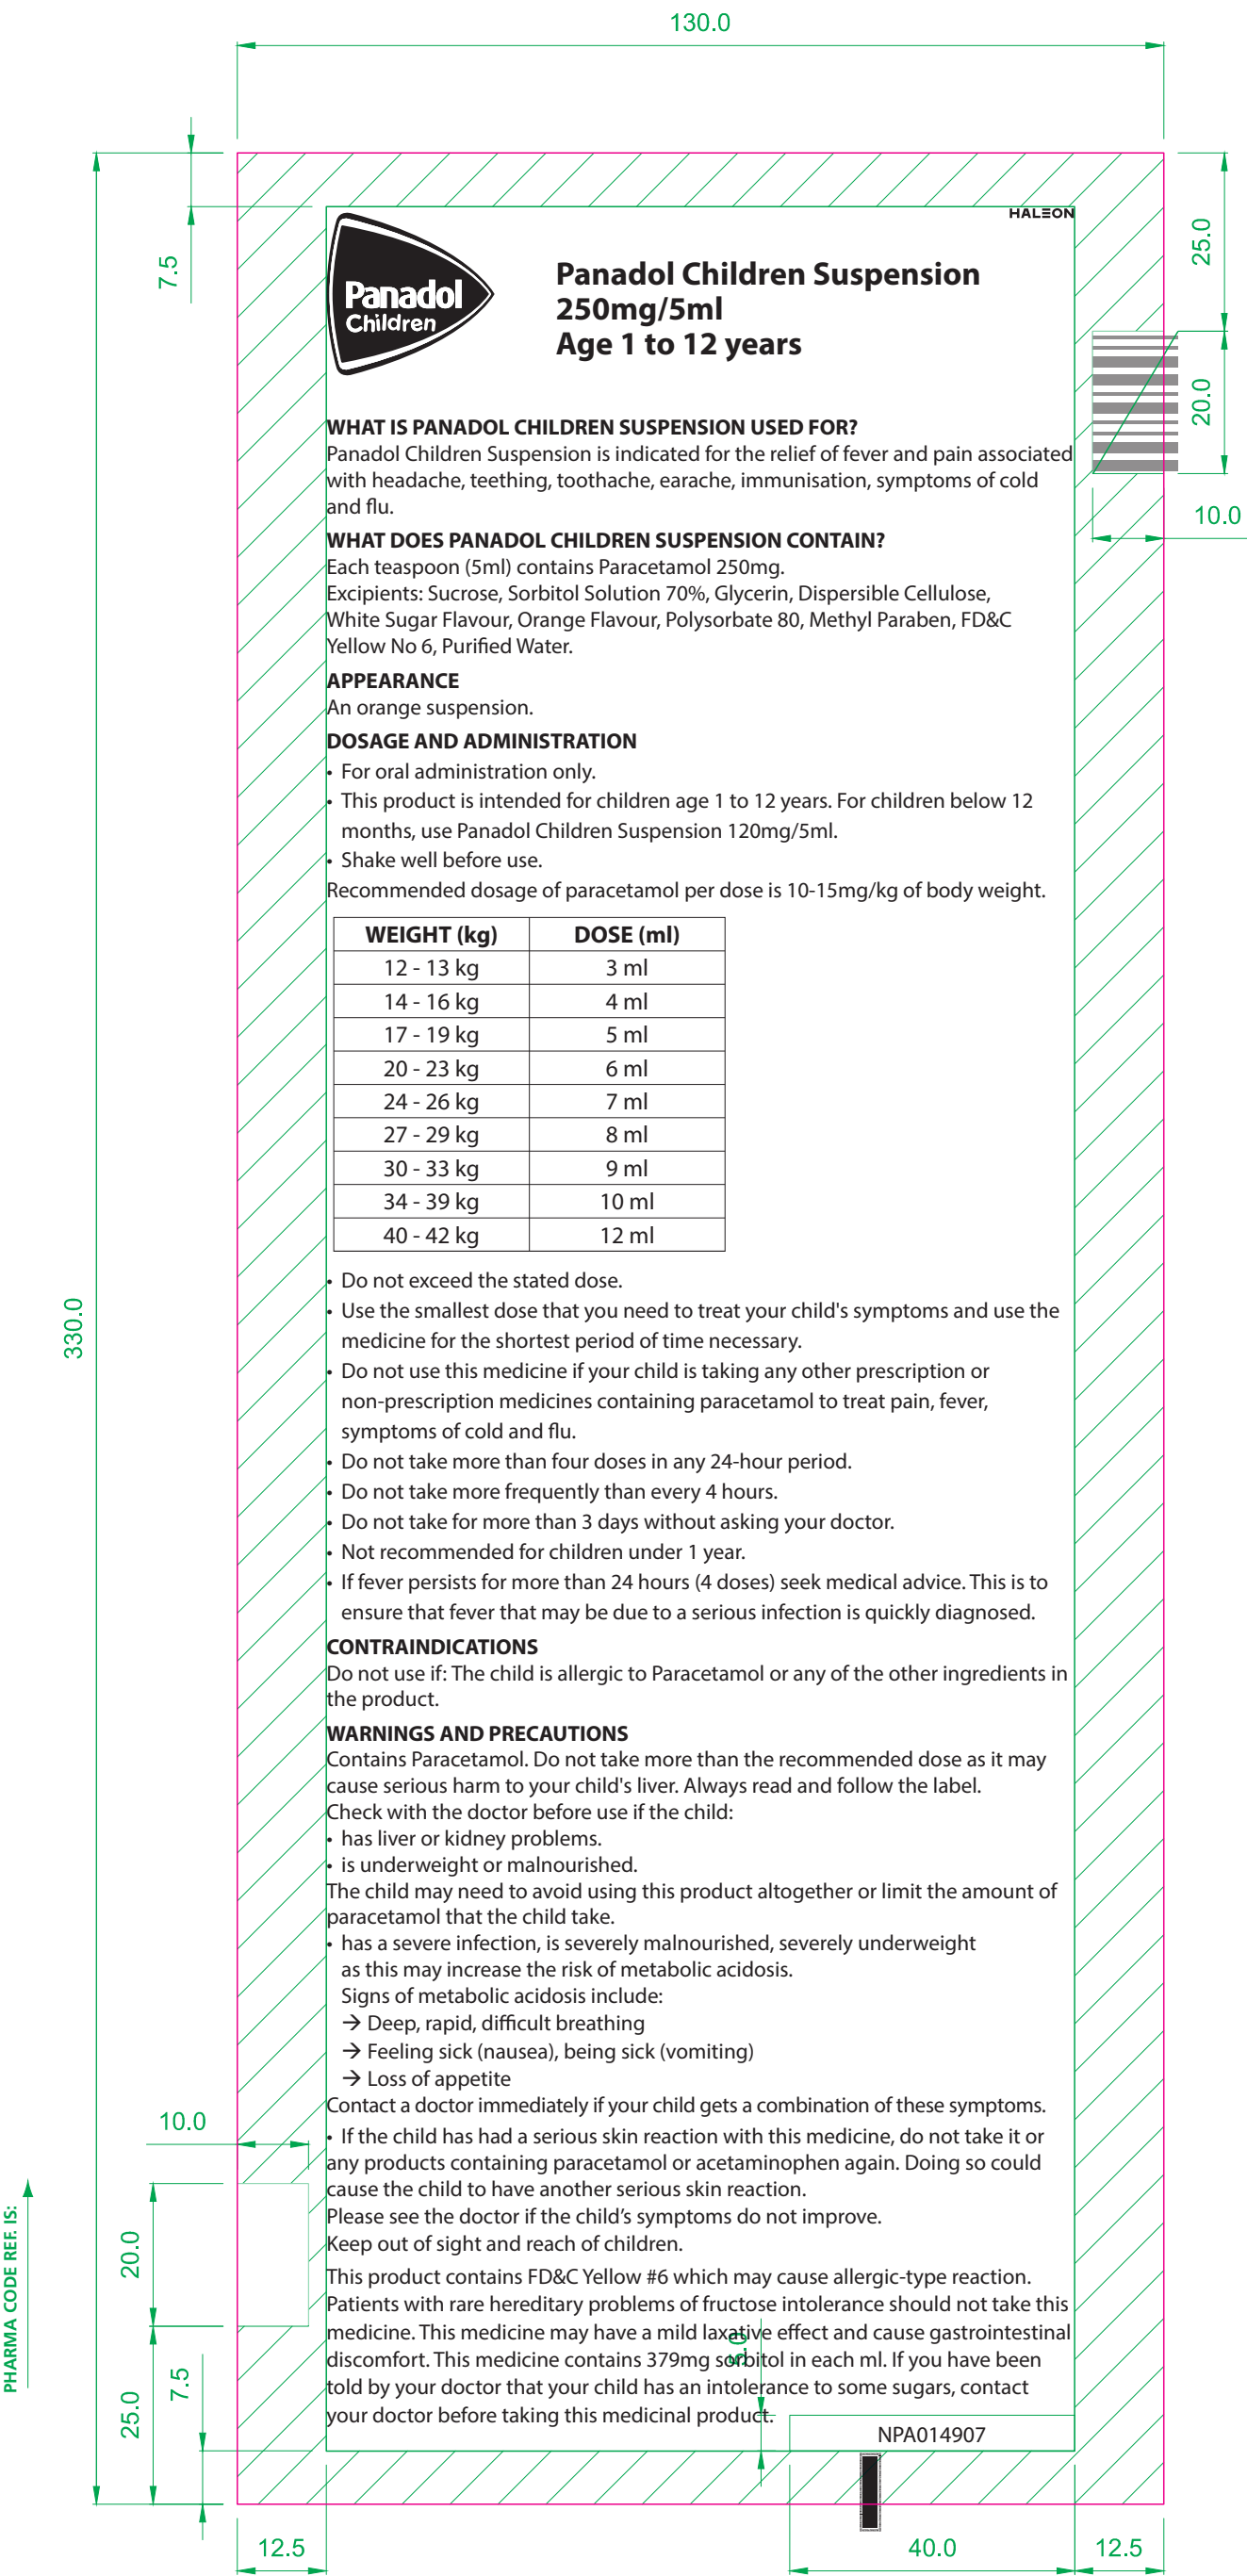 130.0
7.5
HALEON
25.0
Panadol
Children
Panadol Children Suspension
250mg/5ml
Age 1 to 12 years
20.0
10.0
WHAT IS PANADOL CHILDREN SUSPENSION USED FOR?
Panadol Children Suspension is indicated for the relief of fever and pain associated
with headache, teething, toothache, earache, immunisation, symptoms of cold
and flu.
WHAT DOES PANADOL CHILDREN SUSPENSION CONTAIN?
Each teaspoon (5ml) contains Paracetamol 250mg.
Excipients: Sucrose, Sorbitol Solution 70%, Glycerin, Dispersible Cellulose,
White Sugar Flavour, Orange Flavour, Polysorbate 80, Methyl Paraben, FD&C
Yellow No 6, Purified Water.
APPEARANCE
An orange suspension.
DOSAGE AND ADMINISTRATION
• For oral administration only.
• This product is intended for children age 1 to 12 years. For children below 12
months, use Panadol Children Suspension 120mg/5ml.
• Shake well before use.
Recommended dosage of paracetamol per dose is 10-15mg/kg of body weight.
WEIGHT (kg) DOSE (ml)
12 - 13 kg 3 ml
14 - 16 kg 4 ml
17 - 19 kg 5 ml
20 - 23 kg 6 ml
24 - 26 kg 7 ml
27 - 29 kg 8 ml
30 - 33 kg 9 ml
34 - 39 kg 10 ml
40 - 42 kg 12 ml
330.0
• Do not exceed the stated dose.
• Use the smallest dose that you need to treat your child's symptoms and use the
medicine for the shortest period of time necessary.
• Do not use this medicine if your child is taking any other prescription or
non-prescription medicines containing paracetamol to treat pain, fever,
symptoms of cold and flu.
• Do not take more than four doses in any 24-hour period.
• Do not take more frequently than every 4 hours.
• Do not take for more than 3 days without asking your doctor.
• Not recommended for children under 1 year.
• If fever persists for more than 24 hours (4 doses) seek medical advice. This is to
ensure that fever that may be due to a serious infection is quickly diagnosed.
CONTRAINDICATIONS
Do not use if: The child is allergic to Paracetamol or any of the other ingredients in
the product.
WARNINGS AND PRECAUTIONS
Contains Paracetamol. Do not take more than the recommended dose as it may
cause serious harm to your child's liver. Always read and follow the label.
Check with the doctor before use if the child:
• has liver or kidney problems.
• is underweight or malnourished.
The child may need to avoid using this product altogether or limit the amount of
paracetamol that the child take.
• has a severe infection, is severely malnourished, severely underweight
as this may increase the risk of metabolic acidosis.
Signs of metabolic acidosis include:
→ Deep, rapid, difficult breathing
→ Feeling sick (nausea), being sick (vomiting)
→ Loss of appetite
Contact a doctor immediately if your child gets a combination of these symptoms.
• If the child has had a serious skin reaction with this medicine, do not take it or
any products containing paracetamol or acetaminophen again. Doing so could
cause the child to have another serious skin reaction.
Please see the doctor if the child’s symptoms do not improve.
Keep out of sight and reach of children.
This product contains FD&C Yellow #6 which may cause allergic-type reaction.
Patients with rare hereditary problems of fructose intolerance should not take this
medicine. This medicine may have a mild laxative effect and cause gastrointestinal
discomfort. This medicine contains 379mg sorbitol in each ml. If you have been
told by your doctor that your child has an intolerance to some sugars, contact
your doctor before taking this medicinal product.
10.0
20.0
PHARMA CODE REF. IS:
5.0
7.5
25.0
NPA014907
12.5
40.0
12.5